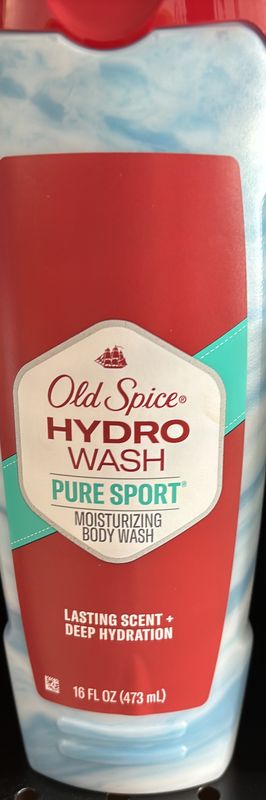 Old Spice®
HYDRO
WASH
PURE SPORT®
MOISTURIZING
BODY WASH
LASTING SCENT +
DEEP HYDRATION
16 FL OZ (473 mL)